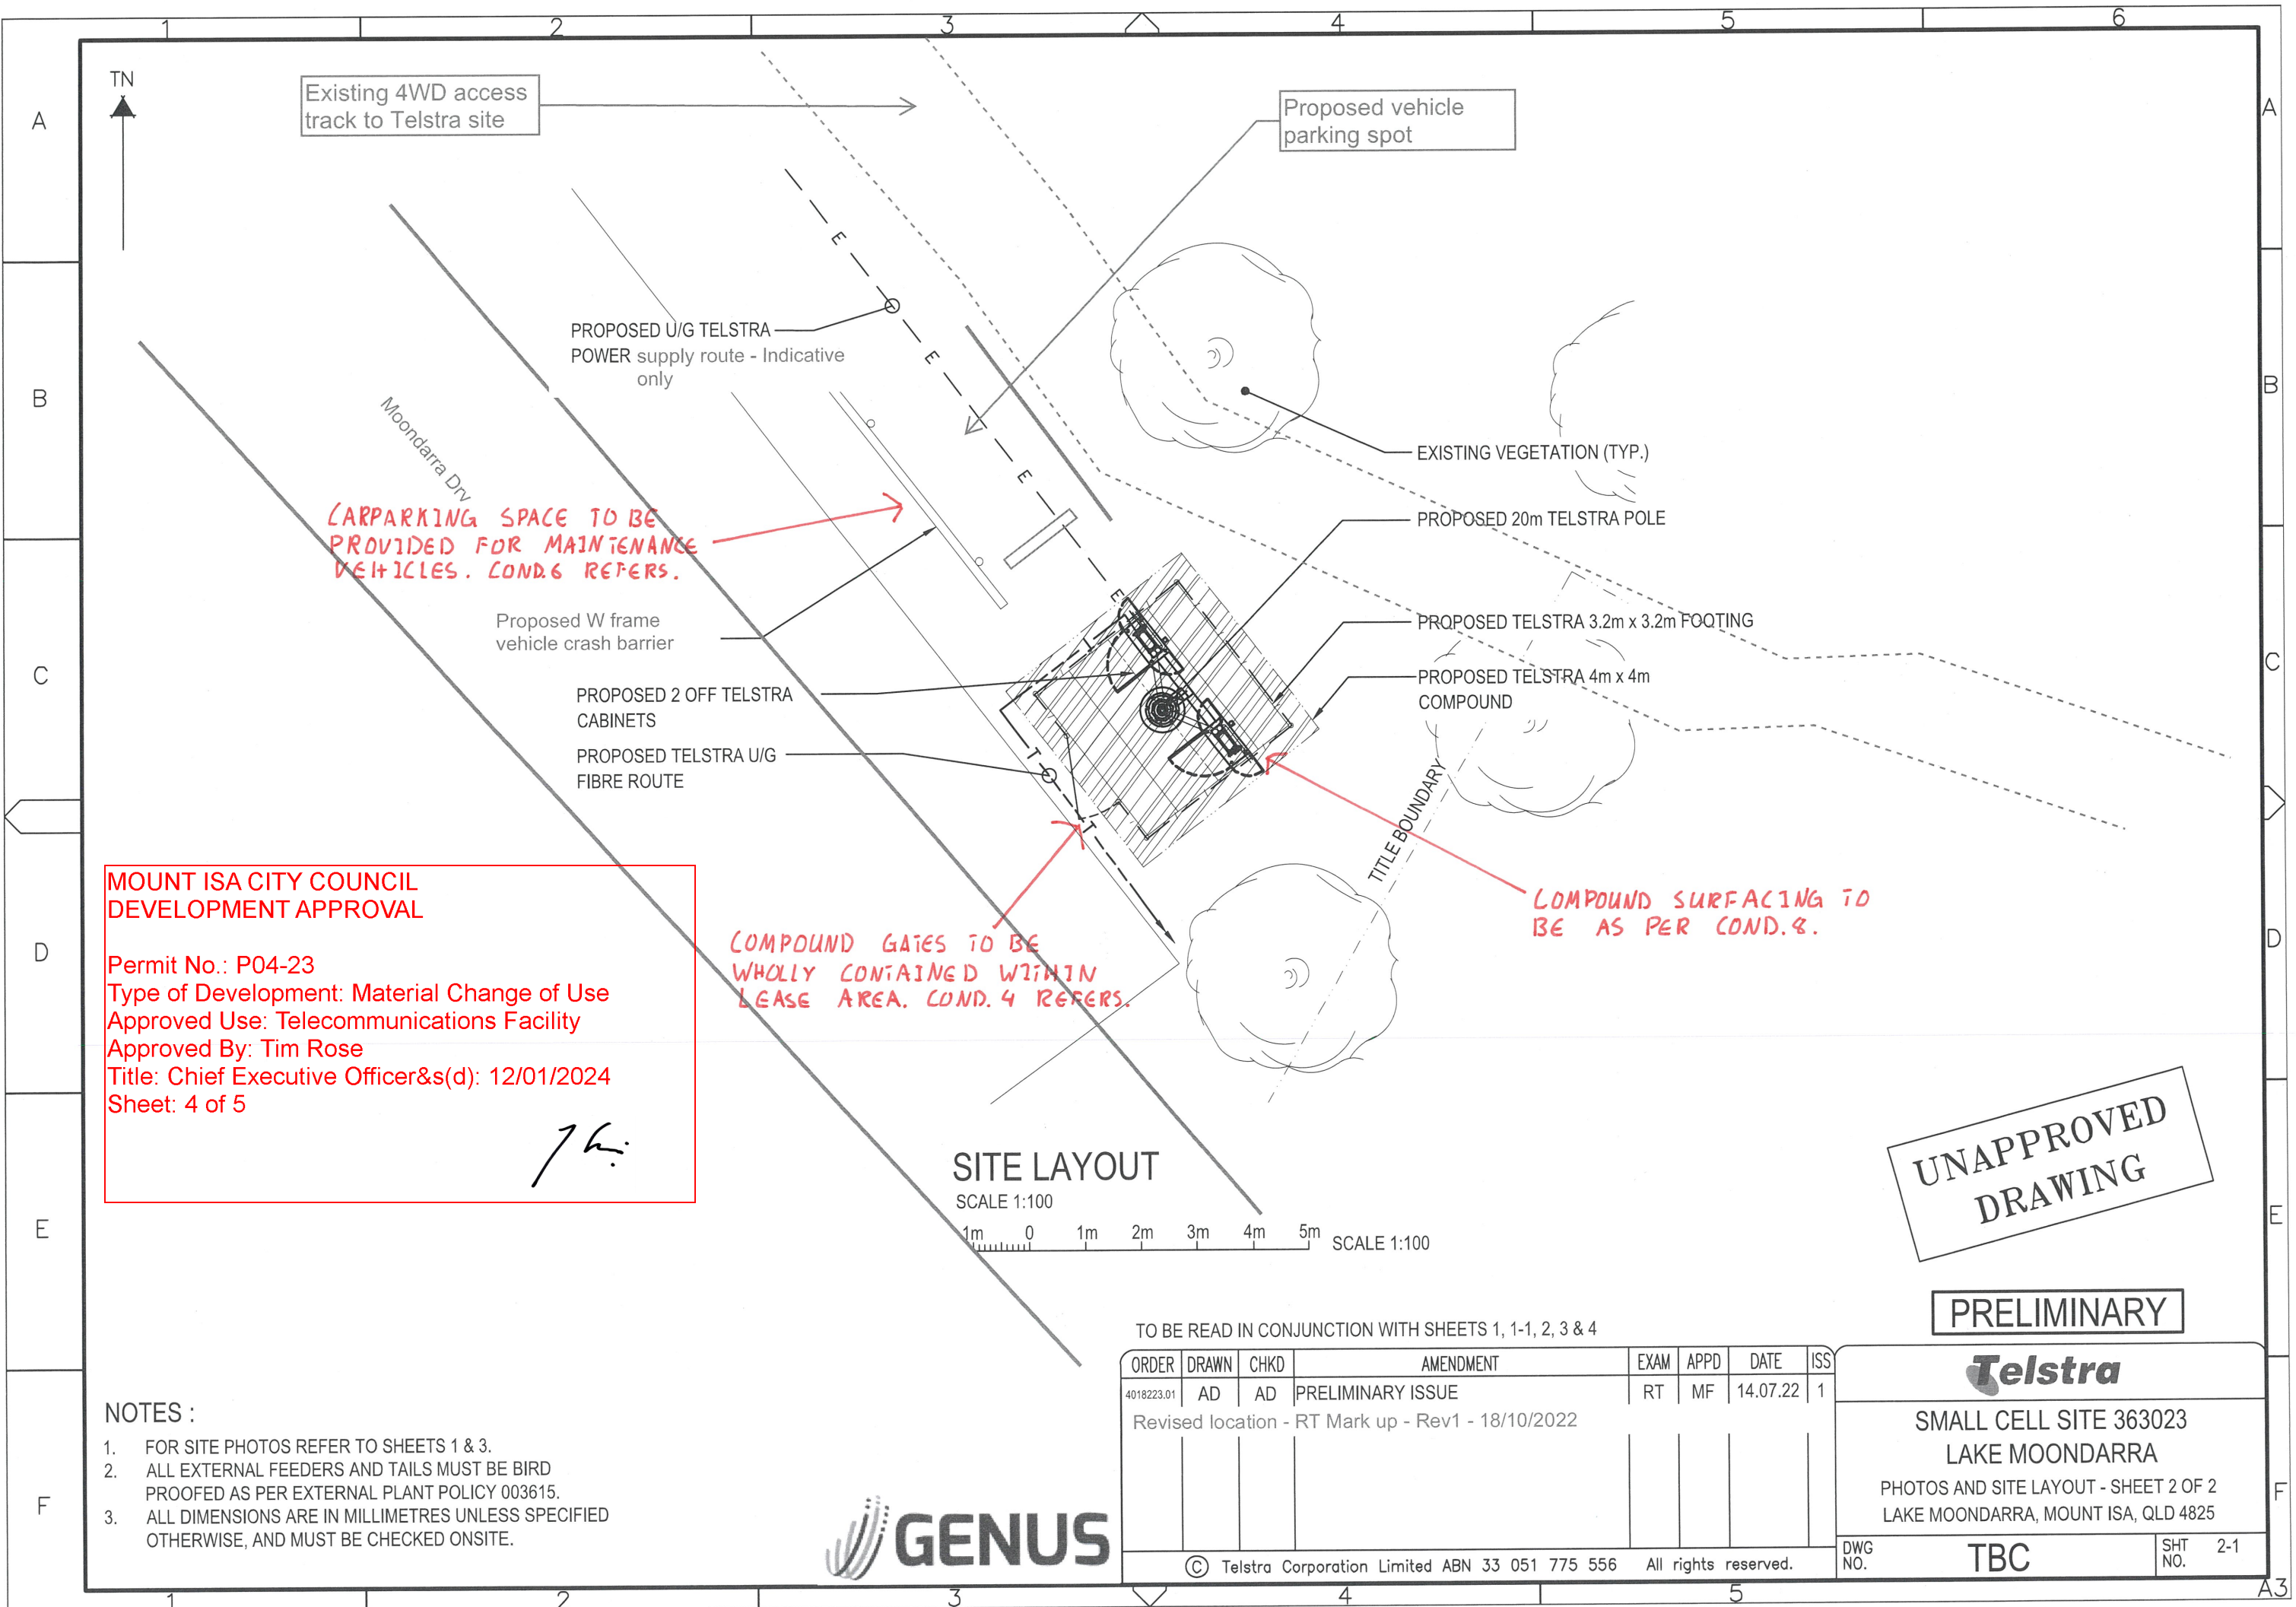 1 2 3 4 5 6
A A
B B
C C
D D
E E
F F
TN
Existing 4WD access
track to Telstra site
Proposed vehicle
parking spot
E
E
E
E
PROPOSED U/G TELSTRA
POWER supply route - Indicative
only
Moondarra Drv
EXISTING VEGETATION (TYP.)
CARPARKING SPACE TO BE
PROVIDED FOR MAINTENANCE
VEHICLES. COND.6 REFERS.
PROPOSED 20m TELSTRA POLE
Proposed W frame
vehicle crash barrier
PROPOSED TELSTRA 3.2m x 3.2m FOOTING
PROPOSED TELSTRA 4m x 4m
COMPOUND
PROPOSED 2 OFF TELSTRA
CABINETS
PROPOSED TELSTRA U/G
FIBRE ROUTE
T
T
T
TITLE BOUNDARY
COMPOUND SURFACING TO
BE AS PER COND.8.
COMPOUND GATES TO BE
WHOLLY CONTAINED WITHIN
LEASE AREA. COND. 4 REFERS.
MOUNT ISA CITY COUNCIL
DEVELOPMENT APPROVAL
Permit No.: P04-23
Type of Development: Material Change of Use
Approved Use: Telecommunications Facility
Approved By: Tim Rose
Title: Chief Executive Officer&s(d): 12/01/2024
Sheet: 4 of 5
SITE LAYOUT
SCALE 1:100
1m 0 1m 2m 3m 4m 5m SCALE 1:100
UNAPPROVED
DRAWING
PRELIMINARY
TO BE READ IN CONJUNCTION WITH SHEETS 1, 1-1, 2, 3 & 4
ORDER DRAWN CHKD AMENDMENT EXAM APPD DATE ISS
4018223.01 AD AD PRELIMINARY ISSUE RT MF 14.07.22 1
Revised location - RT Mark up - Rev1 - 18/10/2022
© Telstra Corporation Limited ABN 33 051 775 556 All rights reserved.
Telstra
SMALL CELL SITE 363023
LAKE MOONDARRA
PHOTOS AND SITE LAYOUT - SHEET 2 OF 2
LAKE MOONDARRA, MOUNT ISA, QLD 4825
DWG
NO.
TBC
SHT
NO.
2-1
NOTES :
1. FOR SITE PHOTOS REFER TO SHEETS 1 & 3.
2. ALL EXTERNAL FEEDERS AND TAILS MUST BE BIRD
PROOFED AS PER EXTERNAL PLANT POLICY 003615.
3. ALL DIMENSIONS ARE IN MILLIMETRES UNLESS SPECIFIED
OTHERWISE, AND MUST BE CHECKED ONSITE.
GENUS
1 2 3 4 5 A3